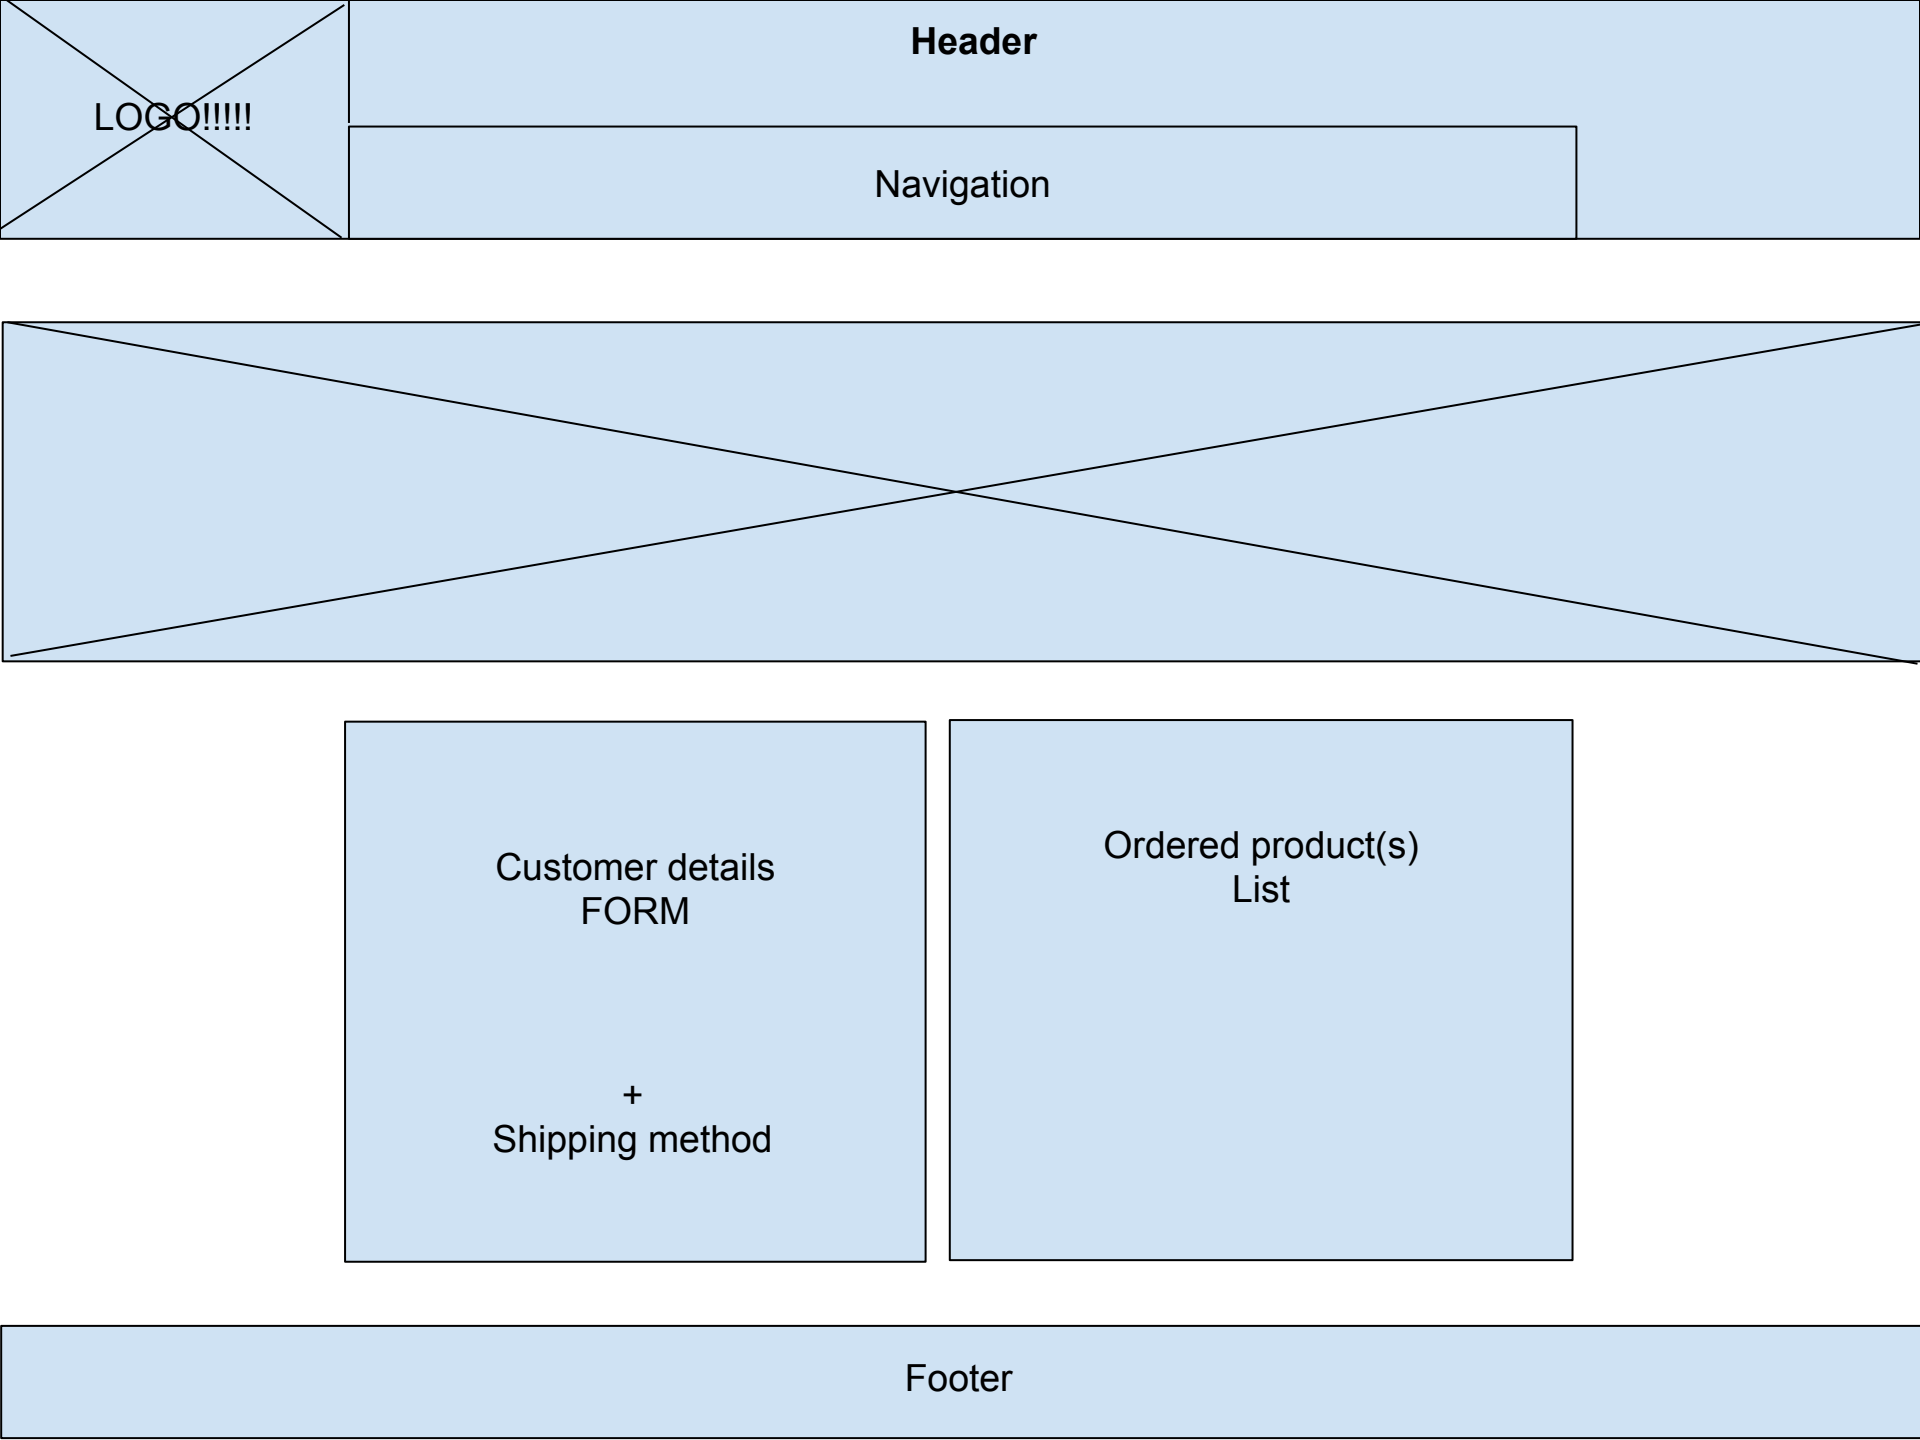 Header
LOGO!!!!!
Navigation
Customer details
FORM
+
Shipping method
Ordered product(s)
List
Footer